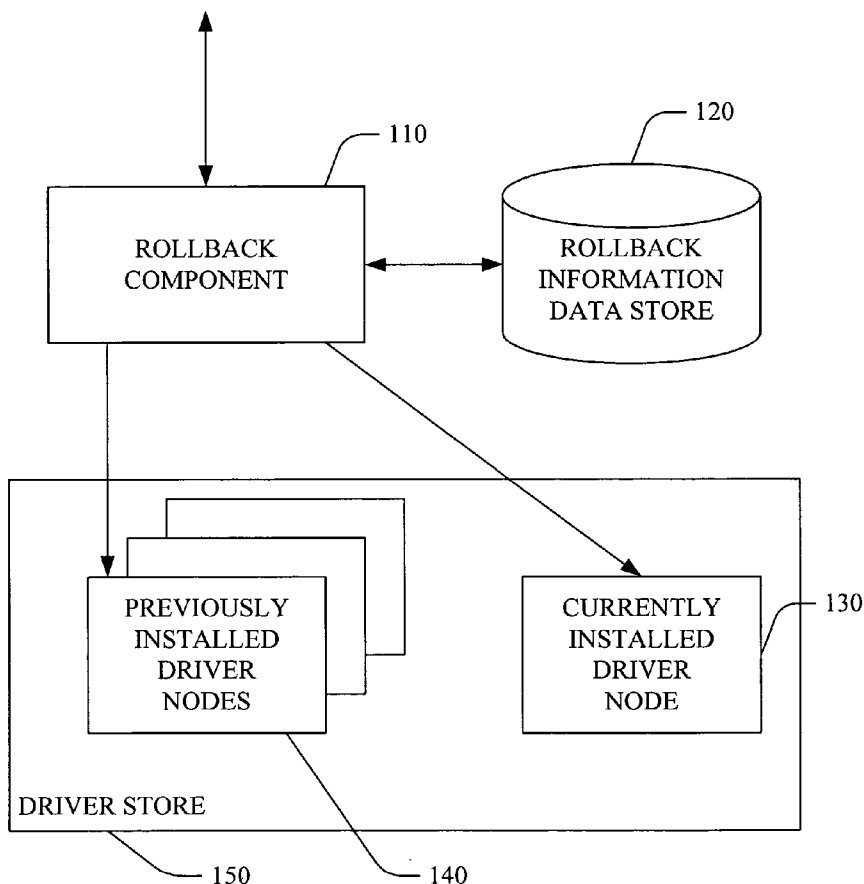 110
120
ROLLBACK
COMPONENT
ROLLBACK
INFORMATION
DATA STORE
PREVIOUSLY
INSTALLED
DRIVER
NODES
CURRENTLY
INSTALLED
DRIVER
NODE
130
DRIVER STORE
150
140